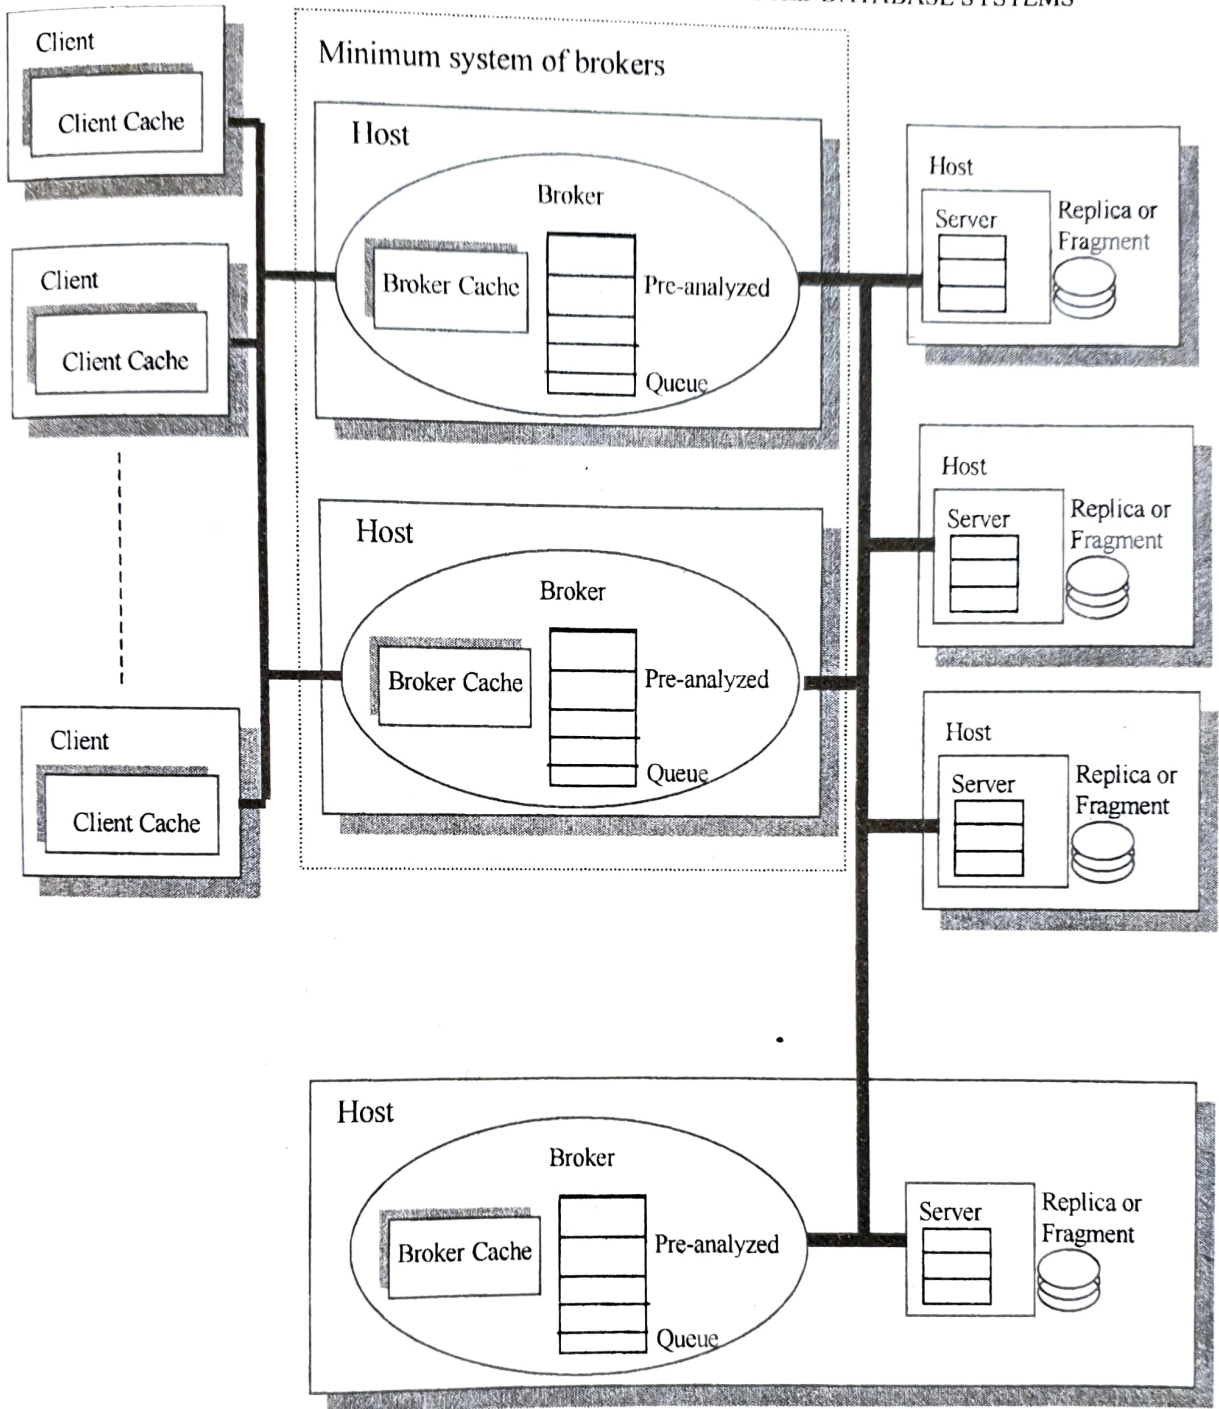 DATABASE SYSTEMS
Client
Client Cache
Client
Client Cache
Client
Client Cache
Minimum system of brokers
Host
Broker
Broker Cache
Pre-analyzed
Queue
Host
Broker
Broker Cache
Pre-analyzed
Queue
Host
Server
Replica or
Fragment
Host
Server
Replica or
Fragment
Host
Server
Replica or
Fragment
Host
Broker
Broker Cache
Pre-analyzed
Queue
Server
Replica or
Fragment